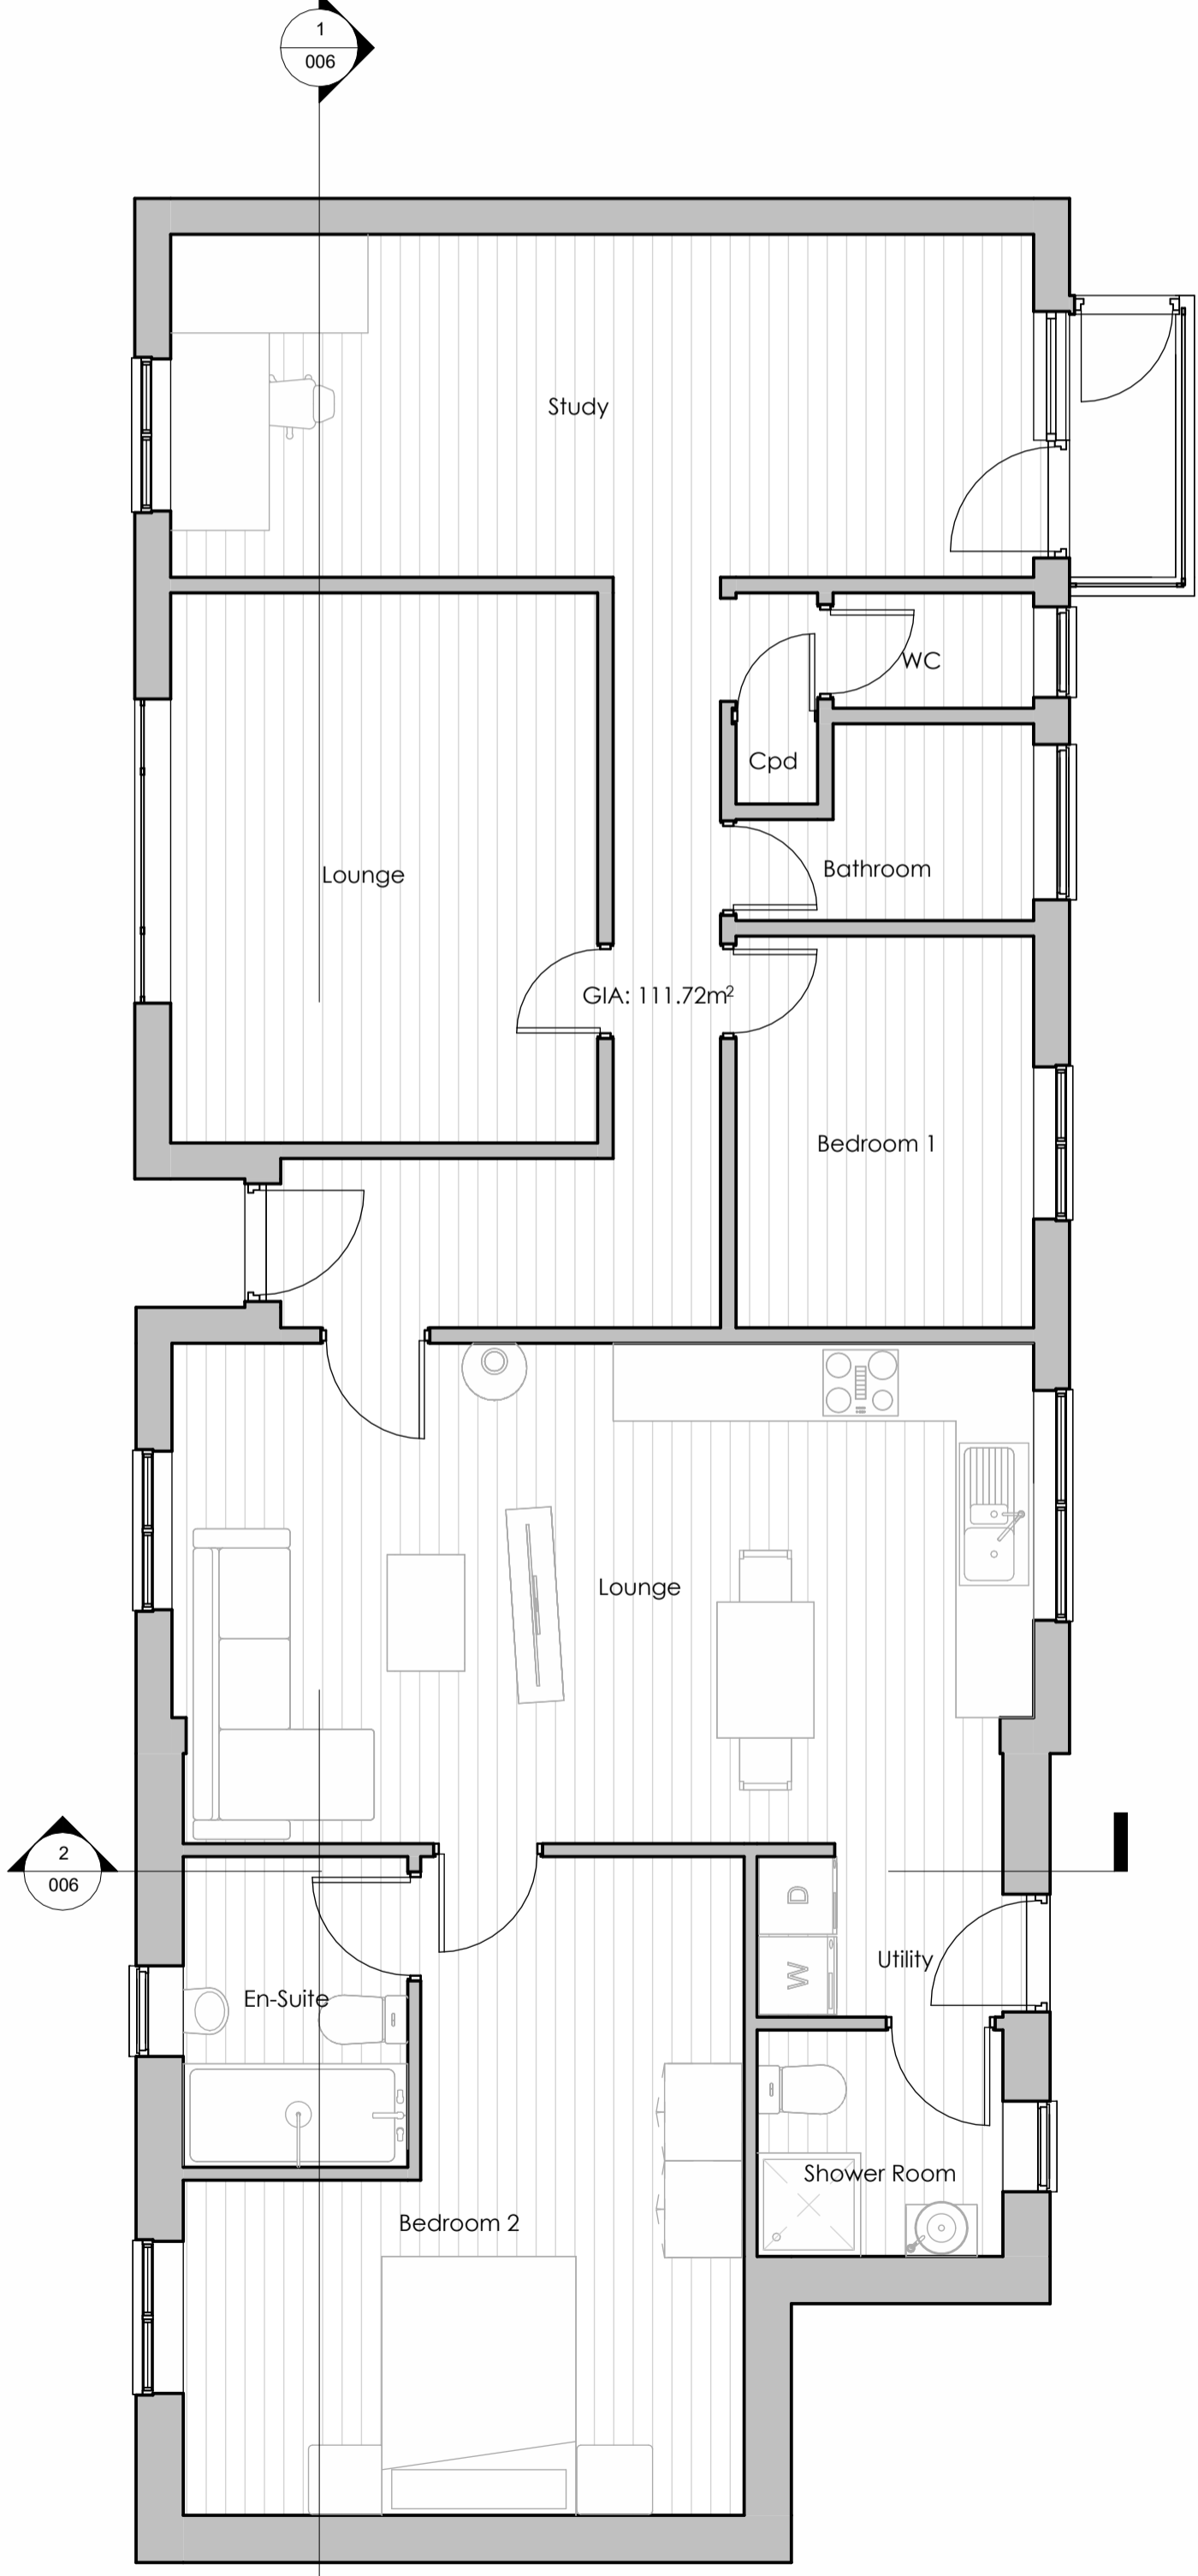 1
006
Study
WC
Cpd
Bathroom
Lounge
GIA: 111.72m²
Bedroom 1
Lounge
2
006
D
W
Utility
En-Suite
Shower Room
Bedroom 2